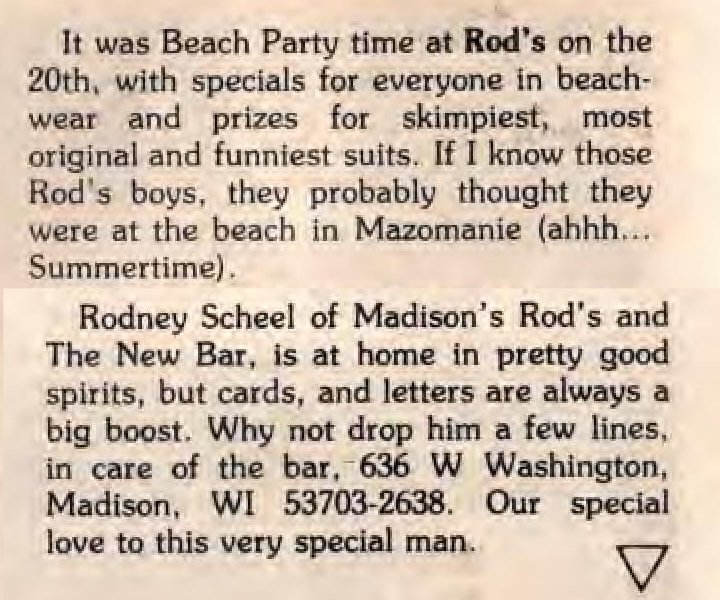 It was Beach Party time at Rod's on the
20th, with specials for everyone in beach-
wear and prizes for skimpiest, most
original and funniest suits. If I know those
Rod's boys, they probably thought they
were at the beach in Mazomanie (ahhh...
Summertime).
Rodney Scheel of Madison's Rod's and
The New Bar, is at home in pretty good
spirits, but cards, and letters are always a
big boost. Why not drop him a few lines,
in care of the bar, 636 W Washington,
Madison, WI 53703-2638. Our special
love to this very special man.